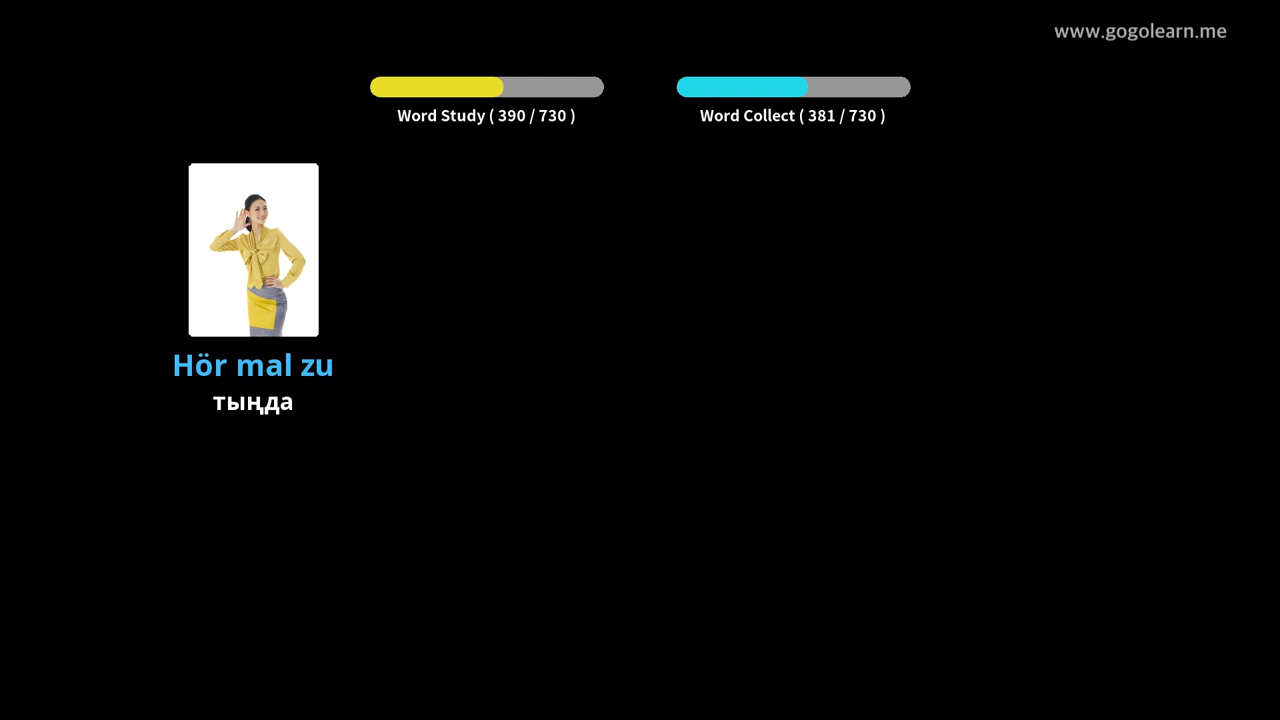 www.gogolearn.me
Word Study ( 390 / 730 )
Word Collect ( 381 / 730 )
Hör mal zu
тыңда